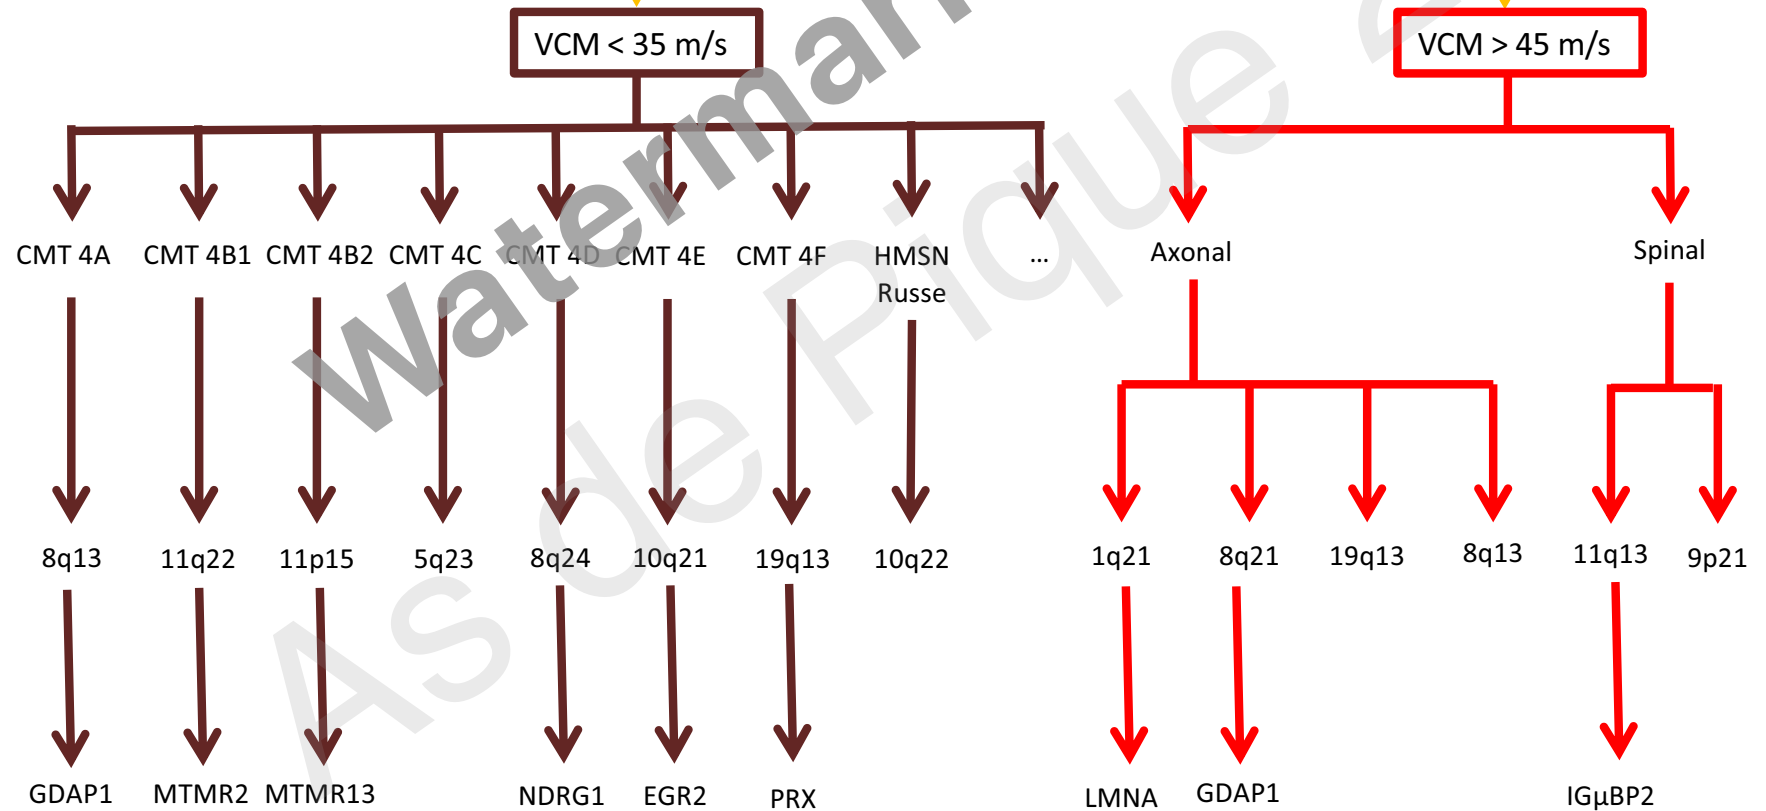 VCM < 35 m/s
VCM > 45 m/s
CMT 4A CMT 4B1 CMT 4B2 CMT 4C CMT 4D CMT 4E CMT 4F HMSN ... Axonal Spinal
Russe
8q13 11q22 11p15 5q23 8q24 10q21 19q13 10q22 1q21 8q21 19q13 8q13 11q13 9p21
GDAP1 MTMR2 MTMR13 NDRG1 EGR2 PRX LMNA GDAP1 IGμBP2
As de Pique